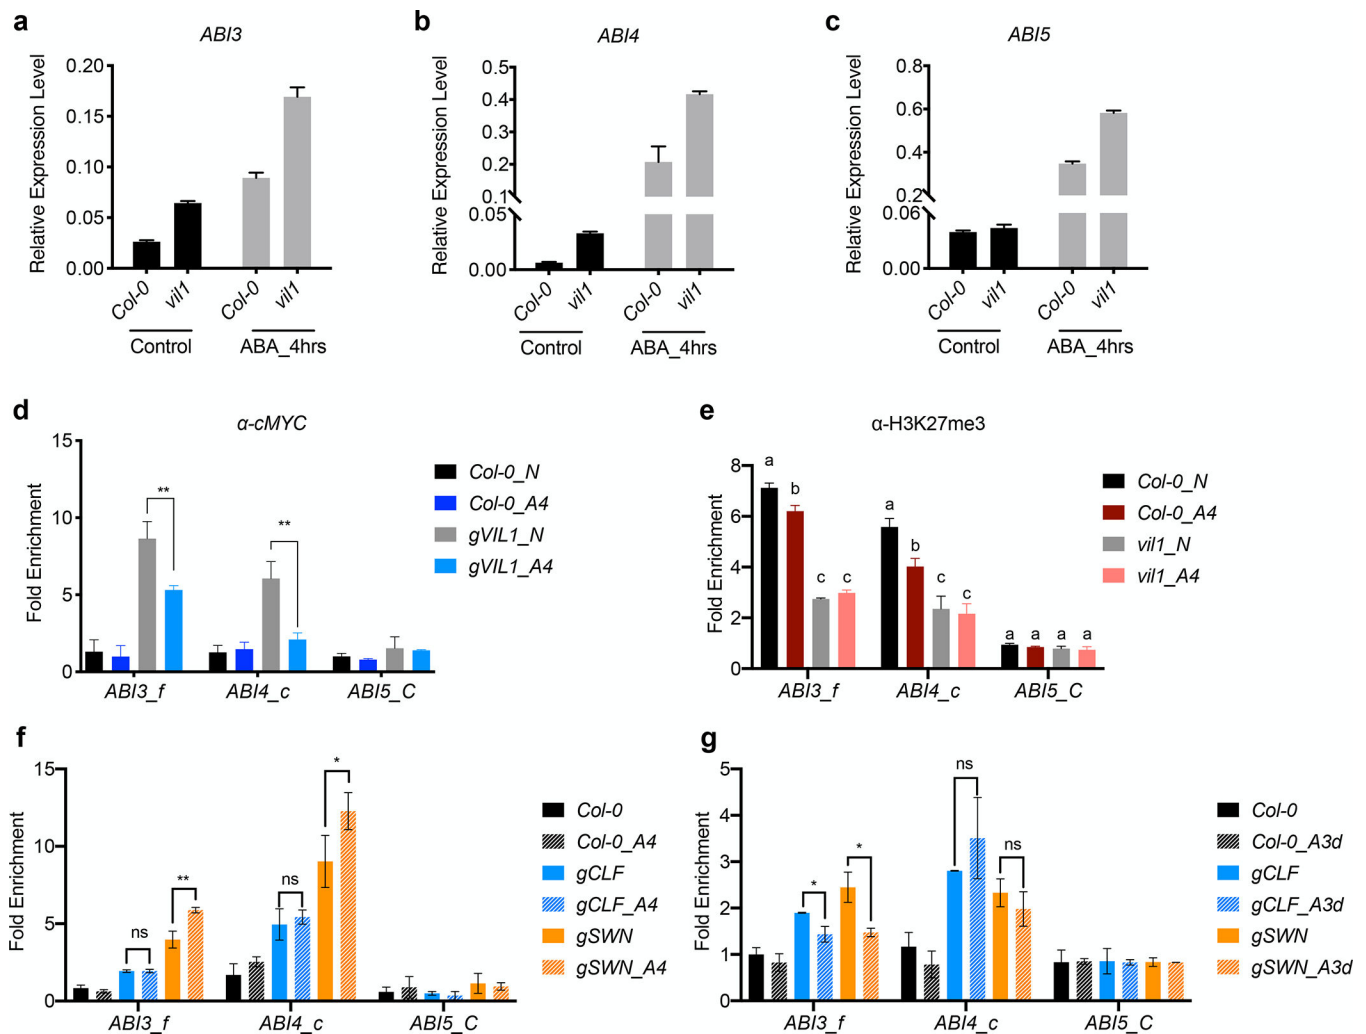 a
ABI3
Relative Expression Level
0.20
0.15
0.10
0.05
0.00
Col-0
vil1
Col-0
vil1
Control
ABA_4hrs
b
ABI4
Relative Expression Level
0.5
0.4
0.3
0.2
0.1
0.05
0.00
Col-0
vil1
Col-0
vil1
Control
ABA_4hrs
c
ABI5
Relative Expression Level
0.8
0.6
0.4
0.2
0.06
0.00
Col-0
vil1
Col-0
vil1
Control
ABA_4hrs
d
α-cMYC
Fold Enrichment
15
10
5
0
**
**
ABI3_f
ABI4_c
ABI5_C
Col-0_N
Col-0_A4
gVIL1_N
gVIL1_A4
e
α-H3K27me3
Fold Enrichment
8
6
4
2
0
a
b
c
c
a
b
c
c
a
a
a
a
ABI3_f
ABI4_c
ABI5_C
Col-0_N
Col-0_A4
vil1_N
vil1_A4
f
Fold Enrichment
15
10
5
0
ns
**
ns
*
ABI3_f
ABI4_c
ABI5_C
Col-0
Col-0_A4
gCLF
gCLF_A4
gSWN
gSWN_A4
g
Fold Enrichment
5
4
3
2
1
0
*
*
ns
ns
ABI3_f
ABI4_c
ABI5_C
Col-0
Col-0_A3d
gCLF
gCLF_A3d
gSWN
gSWN_A3d